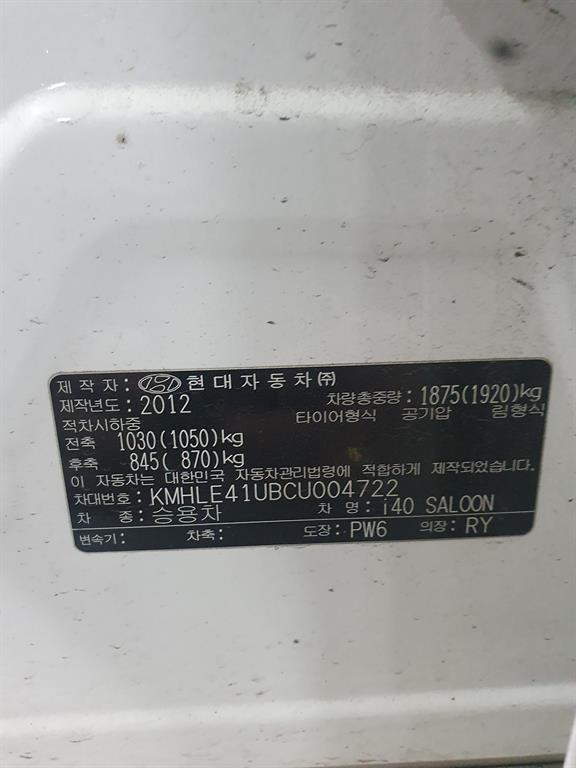 제 작 자: 현대자동차(주)
제작년도: 2012 차량총중량: 1875(1920)kg
적차시하중 타이어형식 공기압 림형식
전축 1030(1050)kg
후축 845( 870)kg
이 자동차는 대한민국 자동차관리법령에 적합하게 제작되었음.
차대번호: KMHLE41UBCU004722
차 종: 승용차 차 명: i40 SALOON
변속기: 차축: 도장: PW6 의장: RY